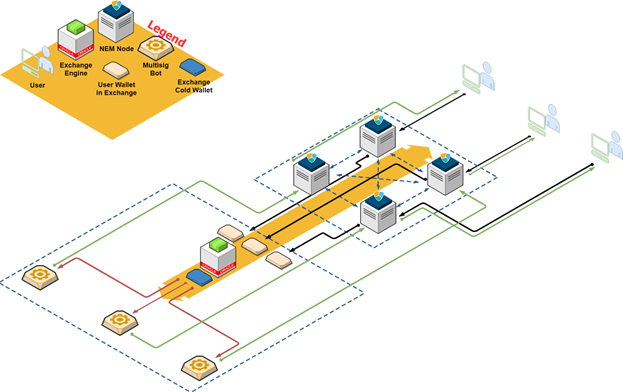 Legend
NEM Node
Exchange
Engine
Multisig
Bot
User
User Wallet
in Exchange
Exchange
Cold Wallet